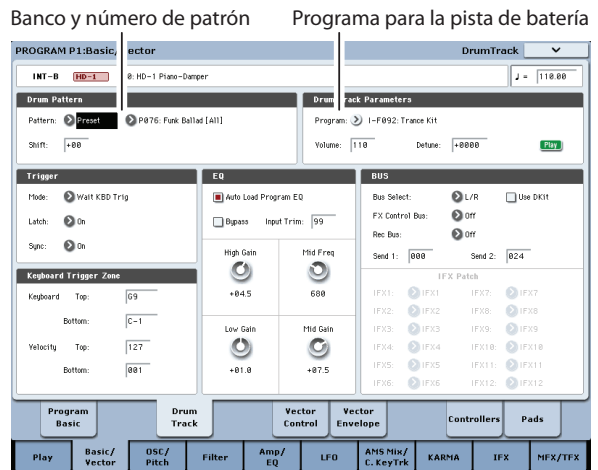 Banco y número de patrón
Programa para la pista de batería
PROGRAM P1:Basic/Vector DrumTrack
INT-B HD-1 0: HD-1 Piano-Damper ♩ = 110.00
Drum Pattern
Pattern: Preset P076: Funk Ballad [All]
Shift: +00
Drum Track Parameters
Program: I-F092: Trance Kit
Volume: 110 Detune: +0000 Play
Trigger
Mode: Wait KBD Trig
Latch: On
Sync: On
Keyboard Trigger Zone
Keyboard Top: G9
Bottom: C-1
Velocity Top: 127
Bottom: 001
EQ
Auto Load Program EQ
Bypass Input Trim: 99
High Gain Mid Freq
+04.5 680
Low Gain Mid Gain
+01.0 +07.5
BUS
Bus Select: L/R Use DKit
FX Control Bus: Off
Rec Bus: Off
Send 1: 000 Send 2: 024
IFX Patch
IFX1: IFX1 IFX7: IFX7
IFX2: IFX2 IFX8: IFX8
IFX3: IFX3 IFX9: IFX9
IFX4: IFX4 IFX10: IFX10
IFX5: IFX5 IFX11: IFX11
IFX6: IFX6 IFX12: IFX12
Program Basic Drum Track Vector Control Vector Envelope Controllers Pads
Play Basic/Vector OSC/Pitch Filter Amp/EQ LFO AMS Mix/C. KeyTrk KARMA IFX MFX/TFX